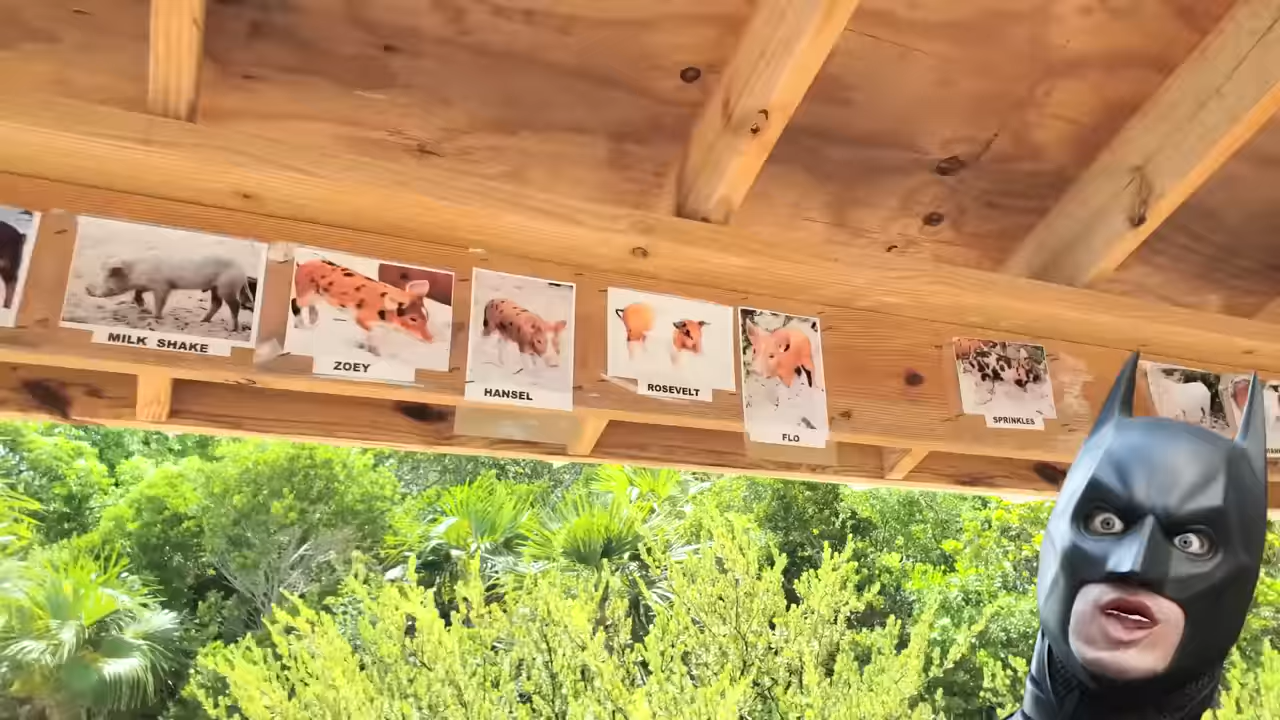 MILK SHAKE
ZOEY
HANSEL
ROSEVELT
FLO
SPRINKLES